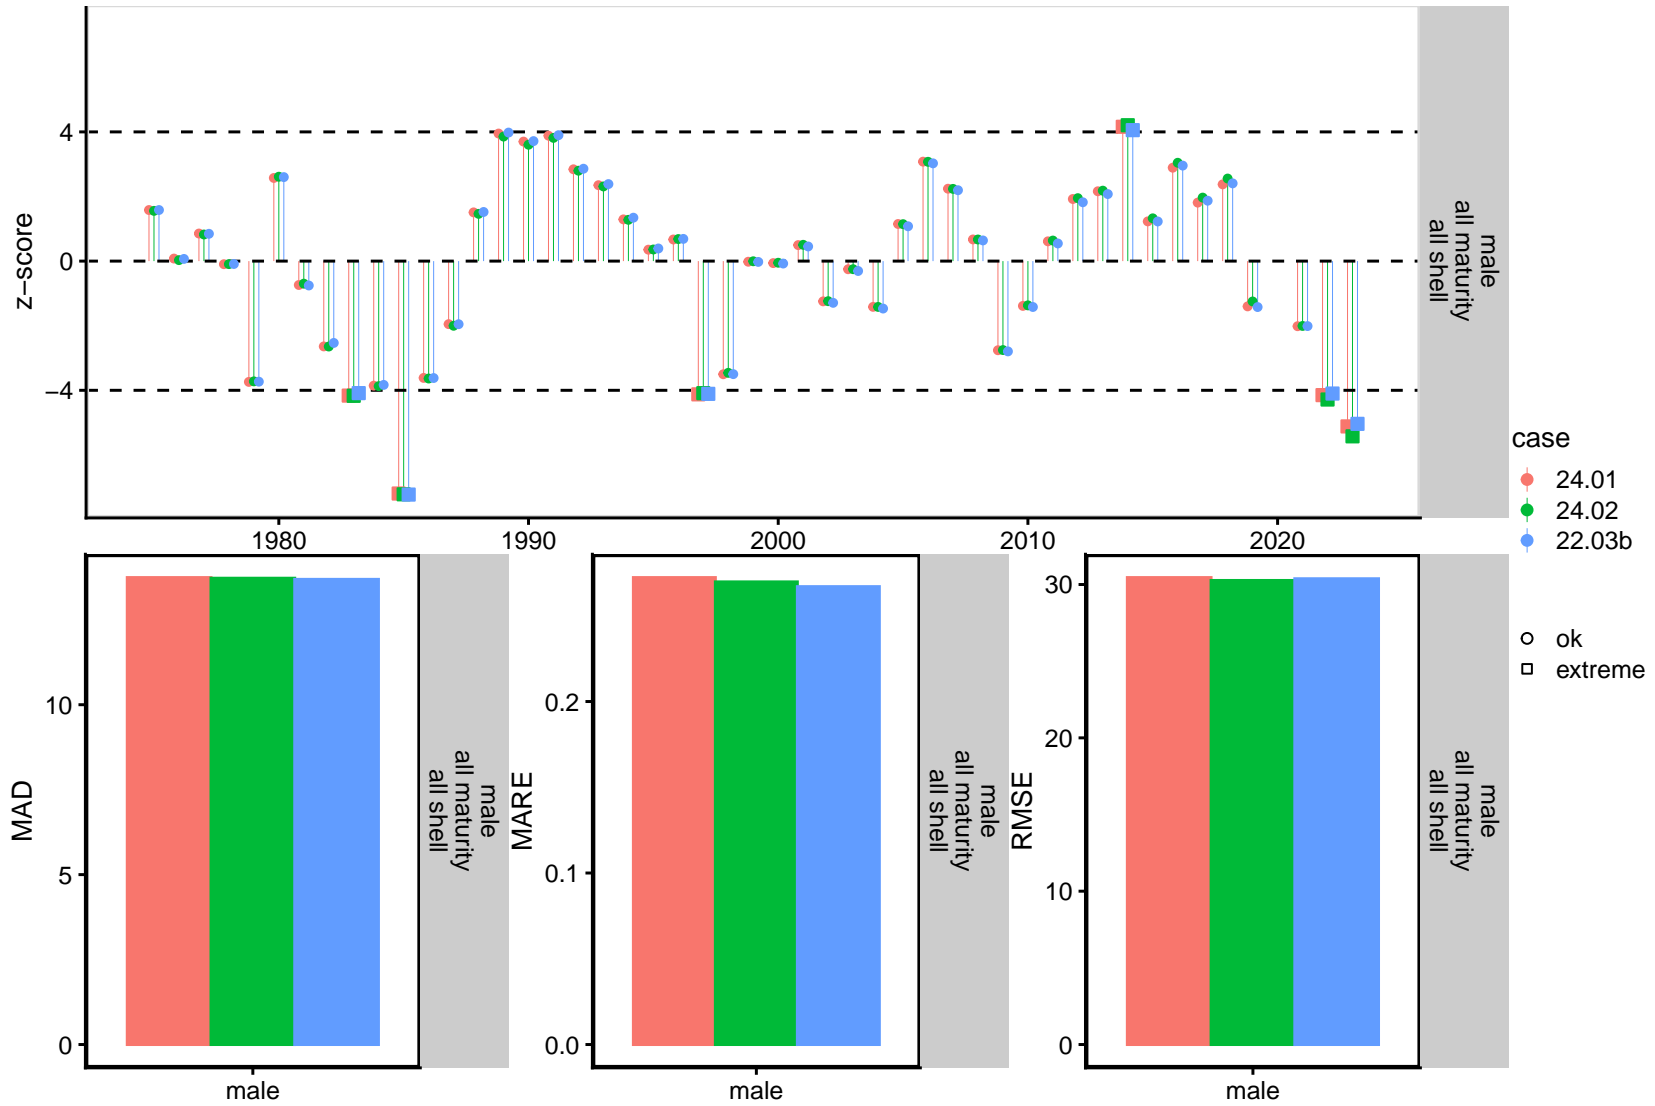 z−score
4
0
−4
male
all maturity
all shell
1980
1990
2000
2010
2020
case
24.01
24.02
22.03b
ok
extreme
MAD
10
5
0
male
male
all maturity
all shell
MARE
0.2
0.1
0.0
male
male
all maturity
all shell
RMSE
30
20
10
0
male
male
all maturity
all shell